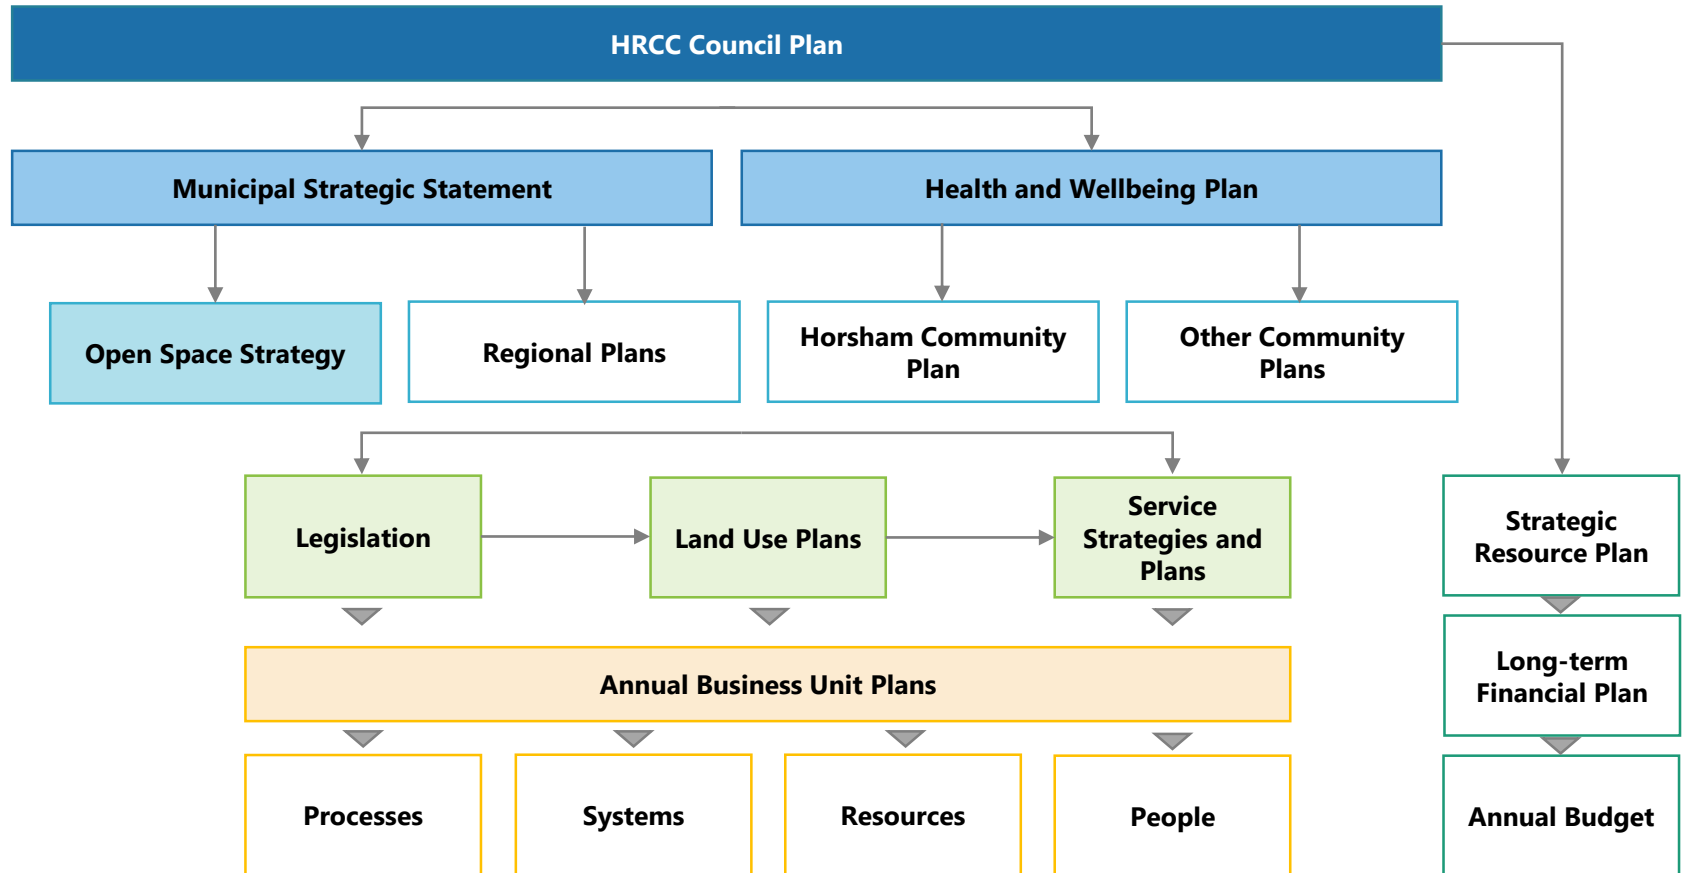 HRCC Council Plan
Municipal Strategic Statement
Health and Wellbeing Plan
Open Space Strategy
Regional Plans
Horsham Community
Plan
Other Community
Plans
Legislation
Land Use Plans
Service
Strategies and
Plans
Strategic
Resource Plan
Annual Business Unit Plans
Long-term
Financial Plan
Processes
Systems
Resources
People
Annual Budget